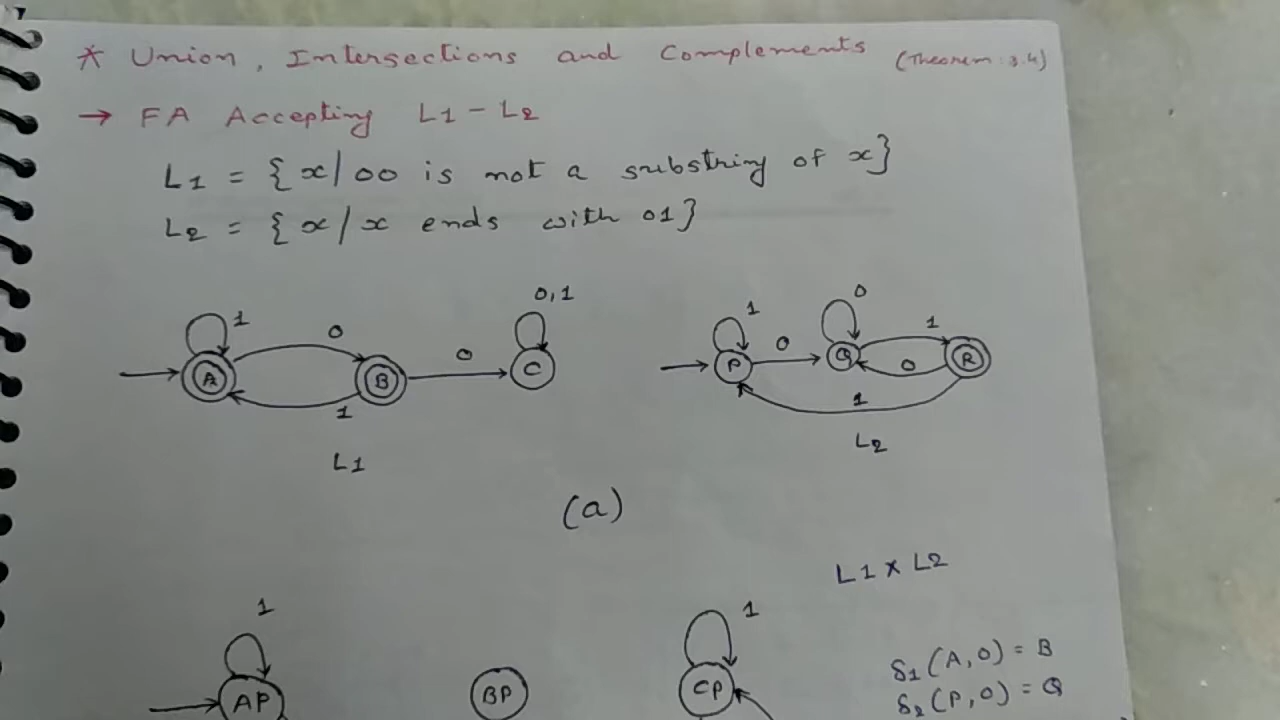 * Union, Intersections and Complements (Theorem 3.4)
→ FA Accepting L1 - L2
L1 = {x/00 is not a substring of x}
L2 = {x/x ends with 01}
0,1
1
0
0
A
B
C
1
L1
1
0
0
1
P
Q
R
0
1
L2
(a)
L1 x L2
1
1
AP
BP
CP
δ1(A,0) = B
δ2(P,0) = Q